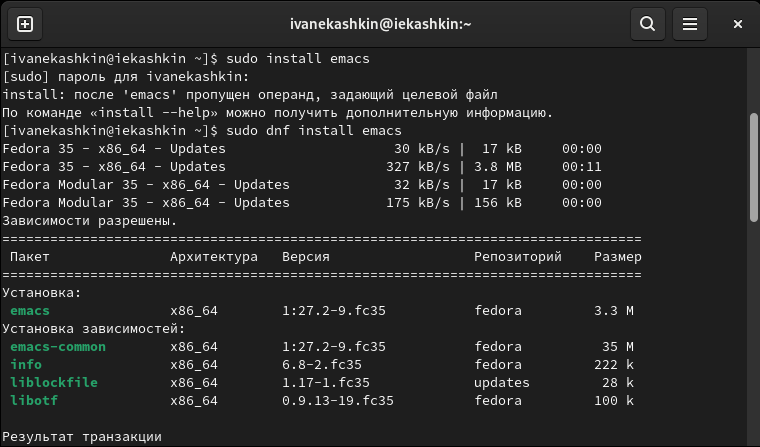 ivanekashkin@iekashkin:~
[ivanekashkin@iekashkin ~]$ sudo install emacs
[sudo] пароль для ivanekashkin:
install: после 'emacs' пропущен операнд, задающий целевой файл
По команде «install --help» можно получить дополнительную информацию.
[ivanekashkin@iekashkin ~]$ sudo dnf install emacs
Fedora 35 - x86_64 - Updates                     30 kB/s |  17 kB     00:00
Fedora 35 - x86_64 - Updates                    327 kB/s | 3.8 MB     00:11
Fedora Modular 35 - x86_64 - Updates             32 kB/s |  17 kB     00:00
Fedora Modular 35 - x86_64 - Updates            175 kB/s | 156 kB     00:00
Зависимости разрешены.
================================================================================
 Пакет               Архитектура   Версия                  Репозиторий    Размер
================================================================================
Установка:
 emacs               x86_64        1:27.2-9.fc35           fedora         3.3 M
Установка зависимостей:
 emacs-common        x86_64        1:27.2-9.fc35           fedora          35 M
 info                x86_64        6.8-2.fc35              fedora         222 k
 liblockfile         x86_64        1.17-1.fc35             updates         28 k
 libotf              x86_64        0.9.13-19.fc35          fedora         100 k
Результат транзакции